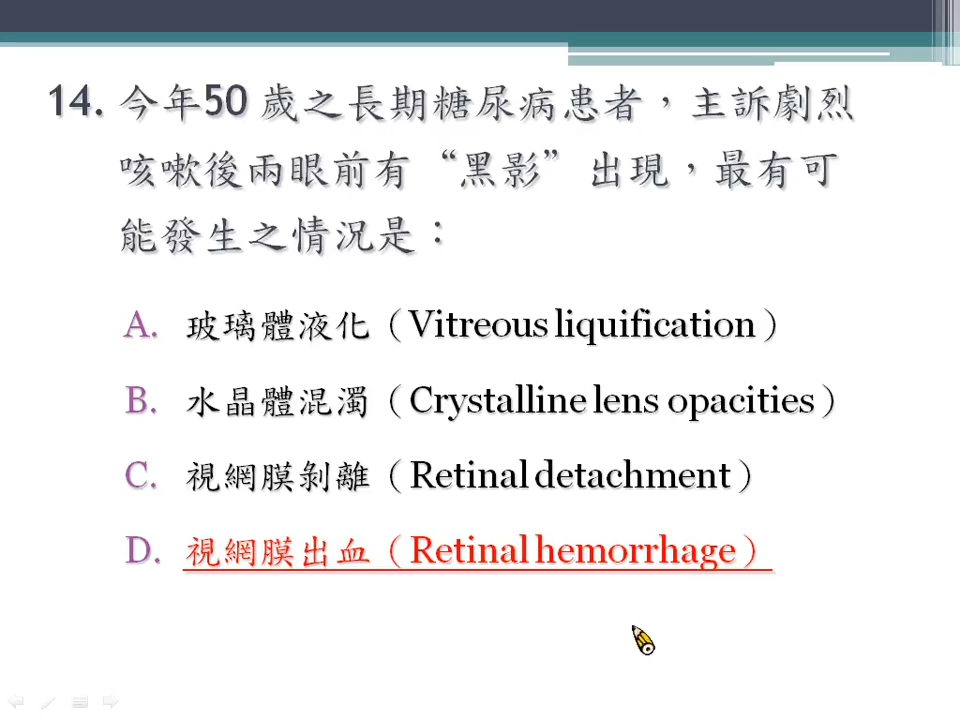 14. 今年50 歲之長期糖尿病患者，主訴劇烈
咳嗽後兩眼前有“黑影”出現，最有可
能發生之情況是：
A. 玻璃體液化（Vitreous liquification）
B. 水晶體混濁（Crystalline lens opacities）
C. 視網膜剝離（Retinal detachment）
D. 視網膜出血（Retinal hemorrhage）